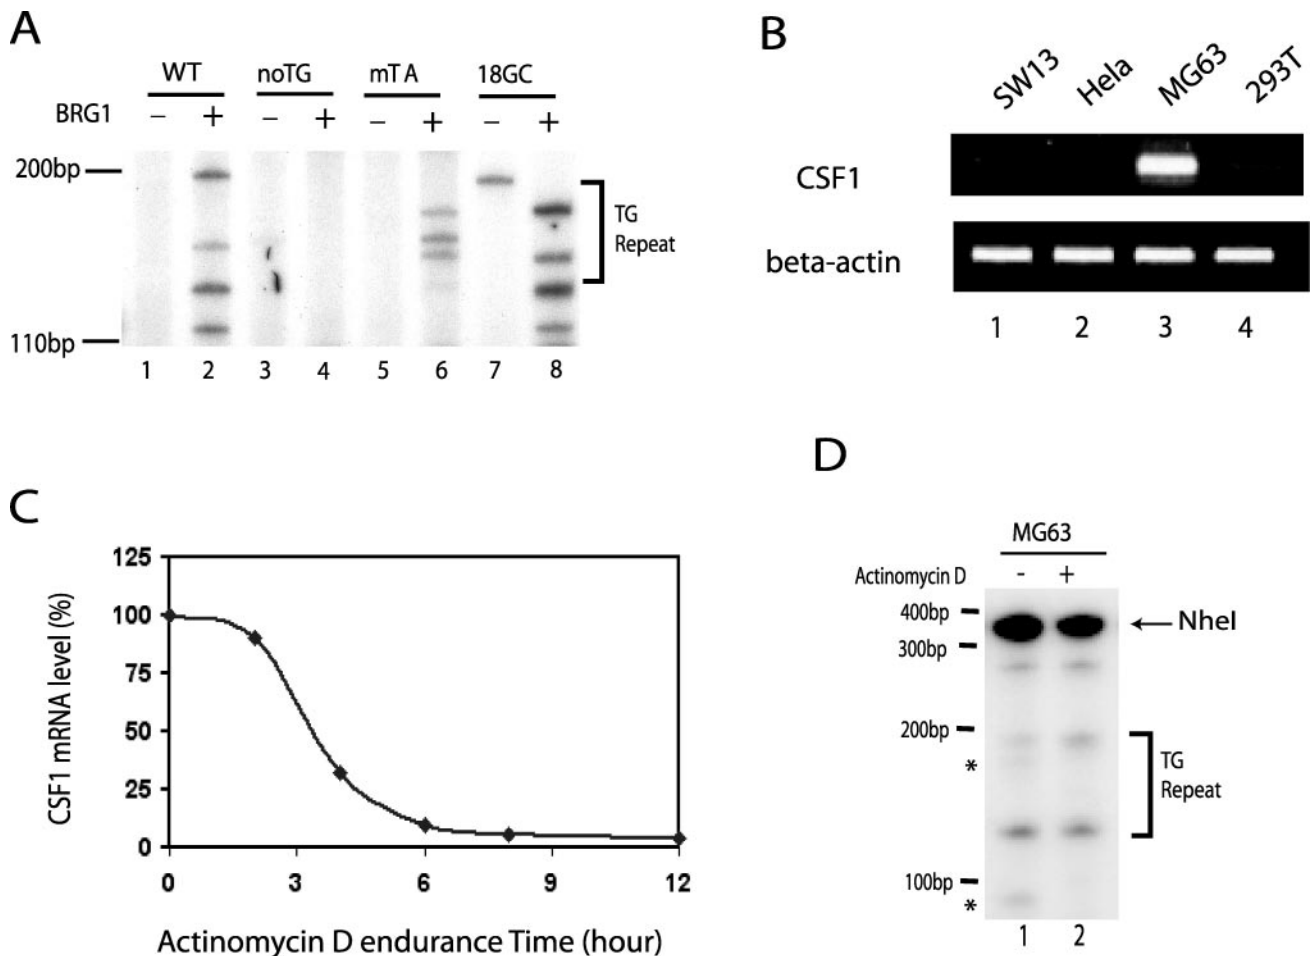 A
WT noTG mTA 18GC
BRG1 − + − + − + − +
200bp
TG
Repeat
110bp
1 2 3 4 5 6 7 8
B
SW13 Hela MG63 293T
CSF1
beta-actin
1 2 3 4
C
CSF1 mRNA level (%)
125
100
75
50
25
0
0 3 6 9 12
Actinomycin D endurance Time (hour)
D
MG63
Actinomycin D - +
400bp
NheI
300bp
200bp
*
TG
Repeat
100bp
*
1 2